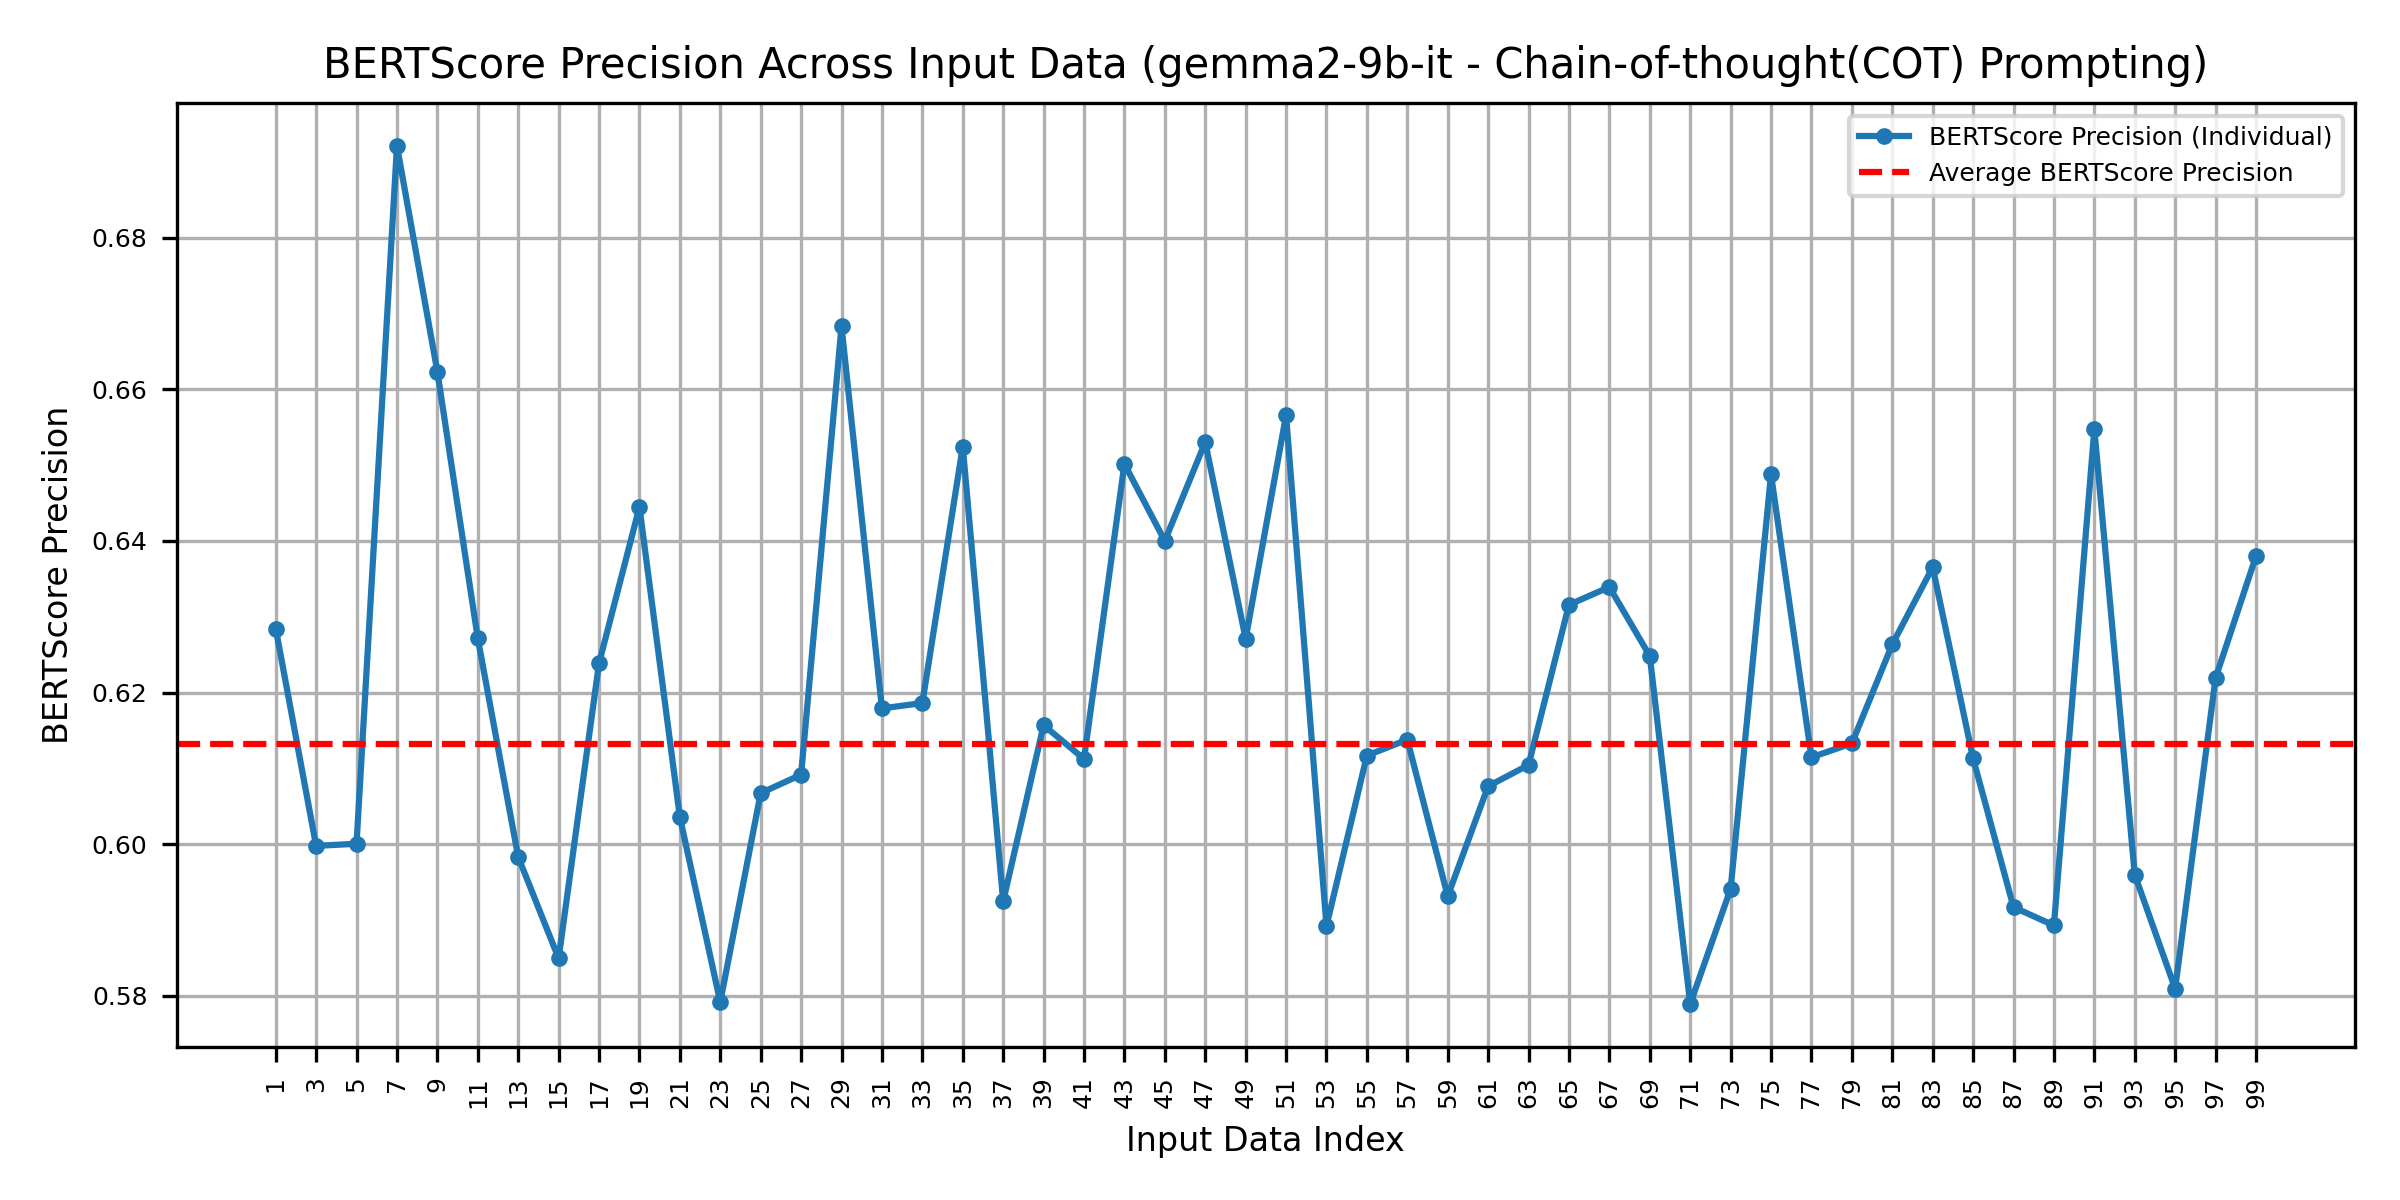 BERTScore Precision Across Input Data (gemma2-9b-it - Chain-of-thought(COT) Prompting)
BERTScore Precision (Individual)
Average BERTScore Precision
BERTScore Precision
0.68
0.66
0.64
0.62
0.60
0.58
1 3 5 7 9 11 13 15 17 19 21 23 25 27 29 31 33 35 37 39 41 43 45 47 49 51 53 55 57 59 61 63 65 67 69 71 73 75 77 79 81 83 85 87 89 91 93 95 97 99
Input Data Index